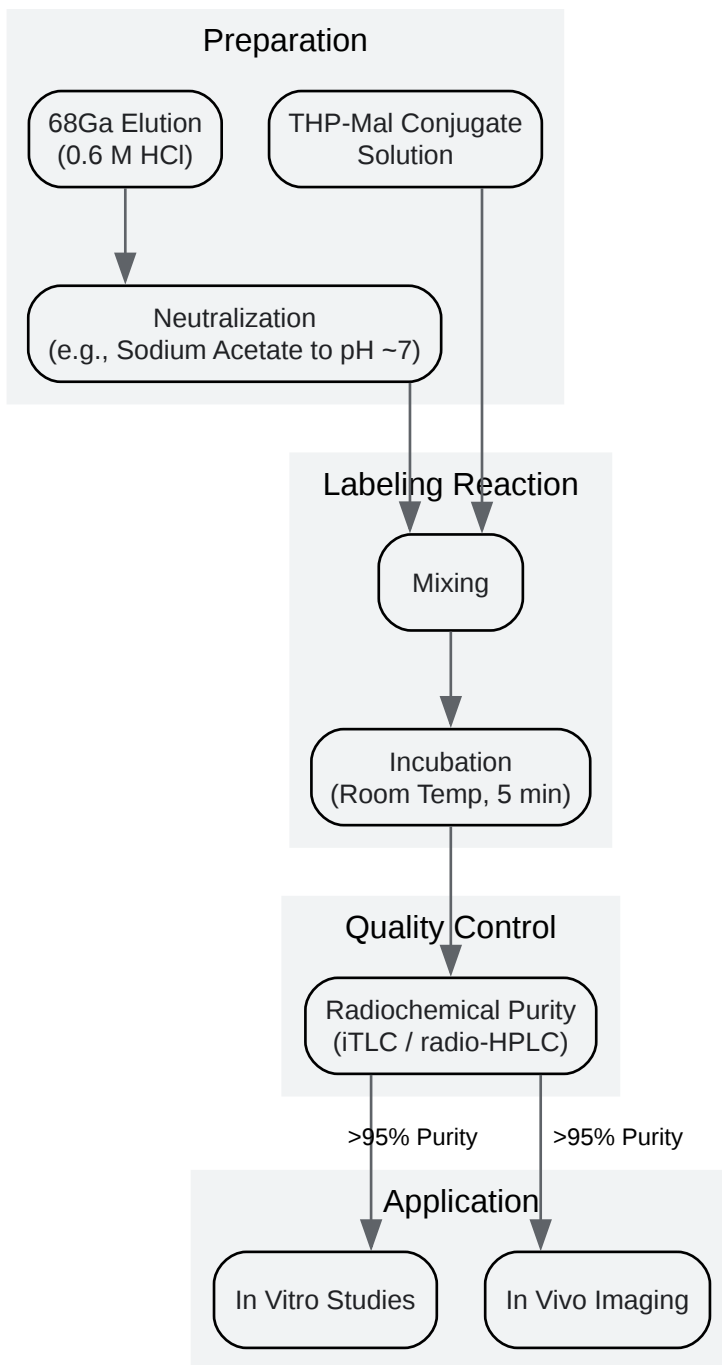 Preparation
68Ga Elution
(0.6 M HCl)
THP-Mal Conjugate
Solution
Neutralization
(e.g., Sodium Acetate to pH ~7)
Labeling Reaction
Mixing
Incubation
(Room Temp, 5 min)
Quality Control
Radiochemical Purity
(iTLC / radio-HPLC)
>95% Purity
>95% Purity
Application
In Vitro Studies
In Vivo Imaging